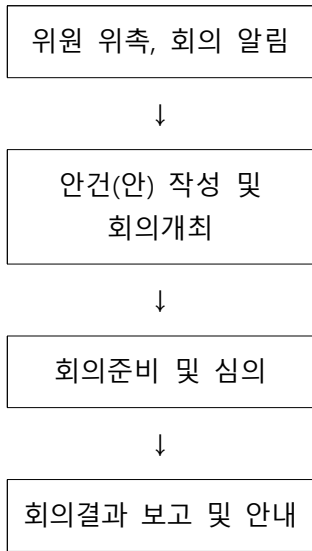 위원 위촉, 회의 알림
↓
안건(안) 작성 및
회의개최
↓
회의준비 및 심의
↓
회의결과 보고 및 안내